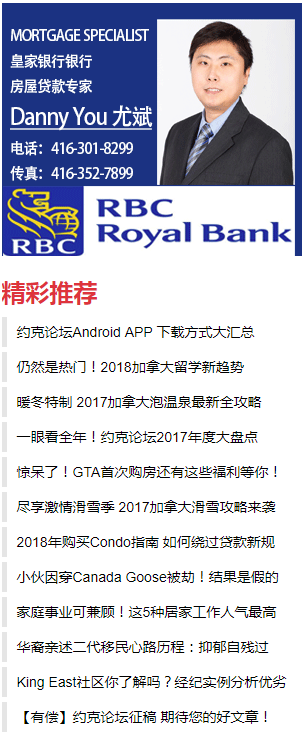 MORTGAGE SPECIALIST
皇家银行银行
房屋贷款专家
Danny You 尤斌
电话：416-301-8299
传真：416-352-7899
RBC
RBC
Royal Bank
精彩推荐
约克论坛Android APP 下载方式大汇总
仍然是热门！2018加拿大留学新趋势
暖冬特制 2017加拿大泡温泉最新全攻略
一眼看全年！约克论坛2017年度大盘点
惊呆了！GTA首次购房还有这些福利等你！
尽享激情滑雪季 2017加拿大滑雪攻略来袭
2018年购买Condo指南 如何绕过贷款新规
小伙因穿Canada Goose被劫！结果是假的
家庭事业可兼顾！这5种居家工作人气最高
华裔亲述二代移民心路历程：抑郁自残过
King East社区你了解吗？经纪实例分析优劣
【有偿】约克论坛征稿 期待您的好文章！